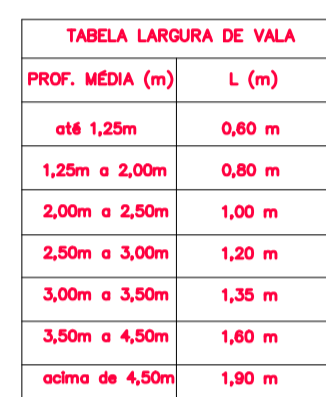 TABELA LARGURA DE VALA
PROF. MÉDIA (m) L (m)
até 1,25m 0,60 m
1,25m a 2,00m 0,80 m
2,00m a 2,50m 1,00 m
2,50m a 3,00m 1,20 m
3,00m a 3,50m 1,35 m
3,50m a 4,50m 1,60 m
acima de 4,50m 1,90 m